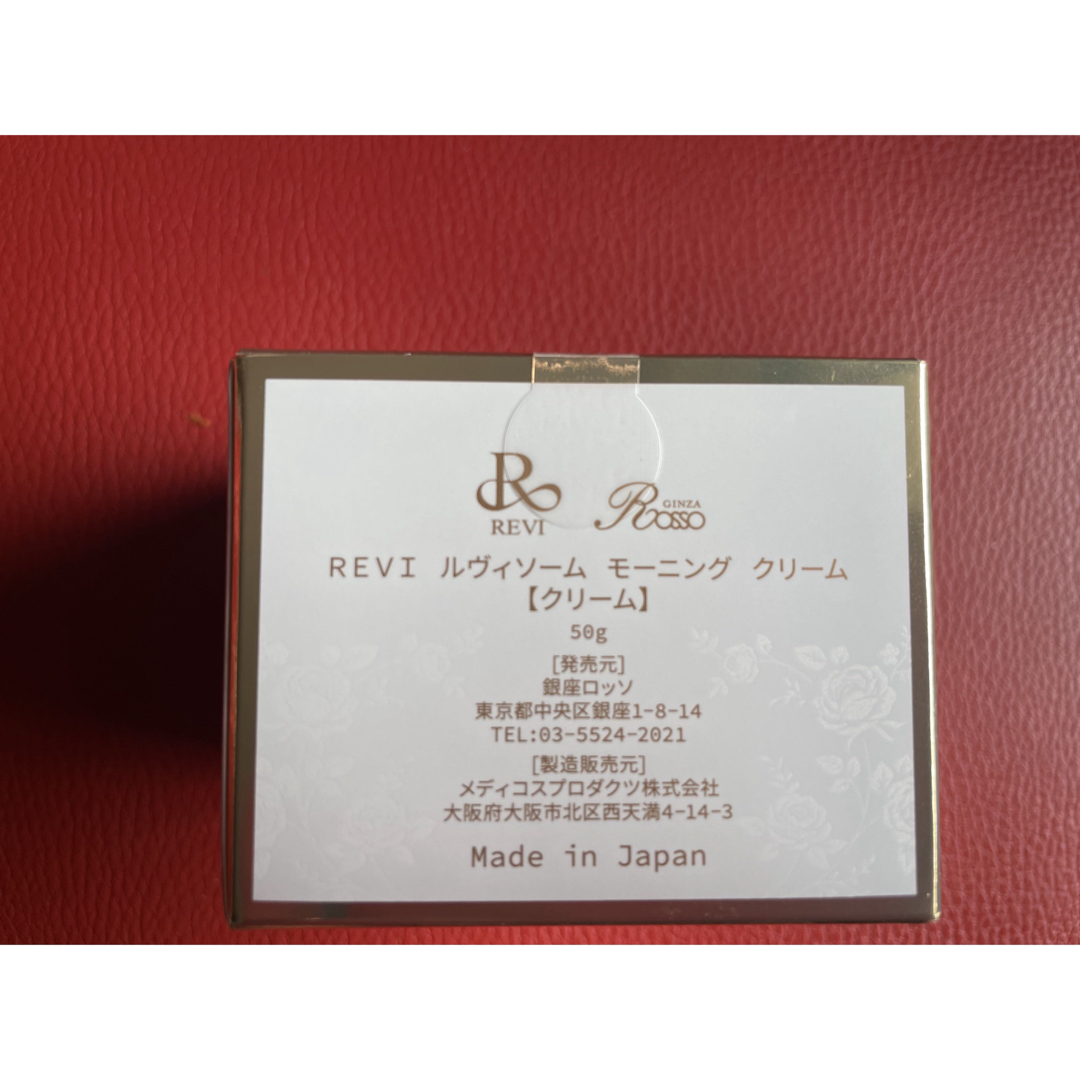 R
REVI
GINZA
Rosso
REVI ルヴィソーム モーニング クリーム
【クリーム】
50g
[発売元]
銀座ロッソ
東京都中央区銀座1-8-14
TEL:03-5524-2021
[製造販売元]
メディコスプロダクツ株式会社
大阪府大阪市北区西天満4-14-3
Made in Japan